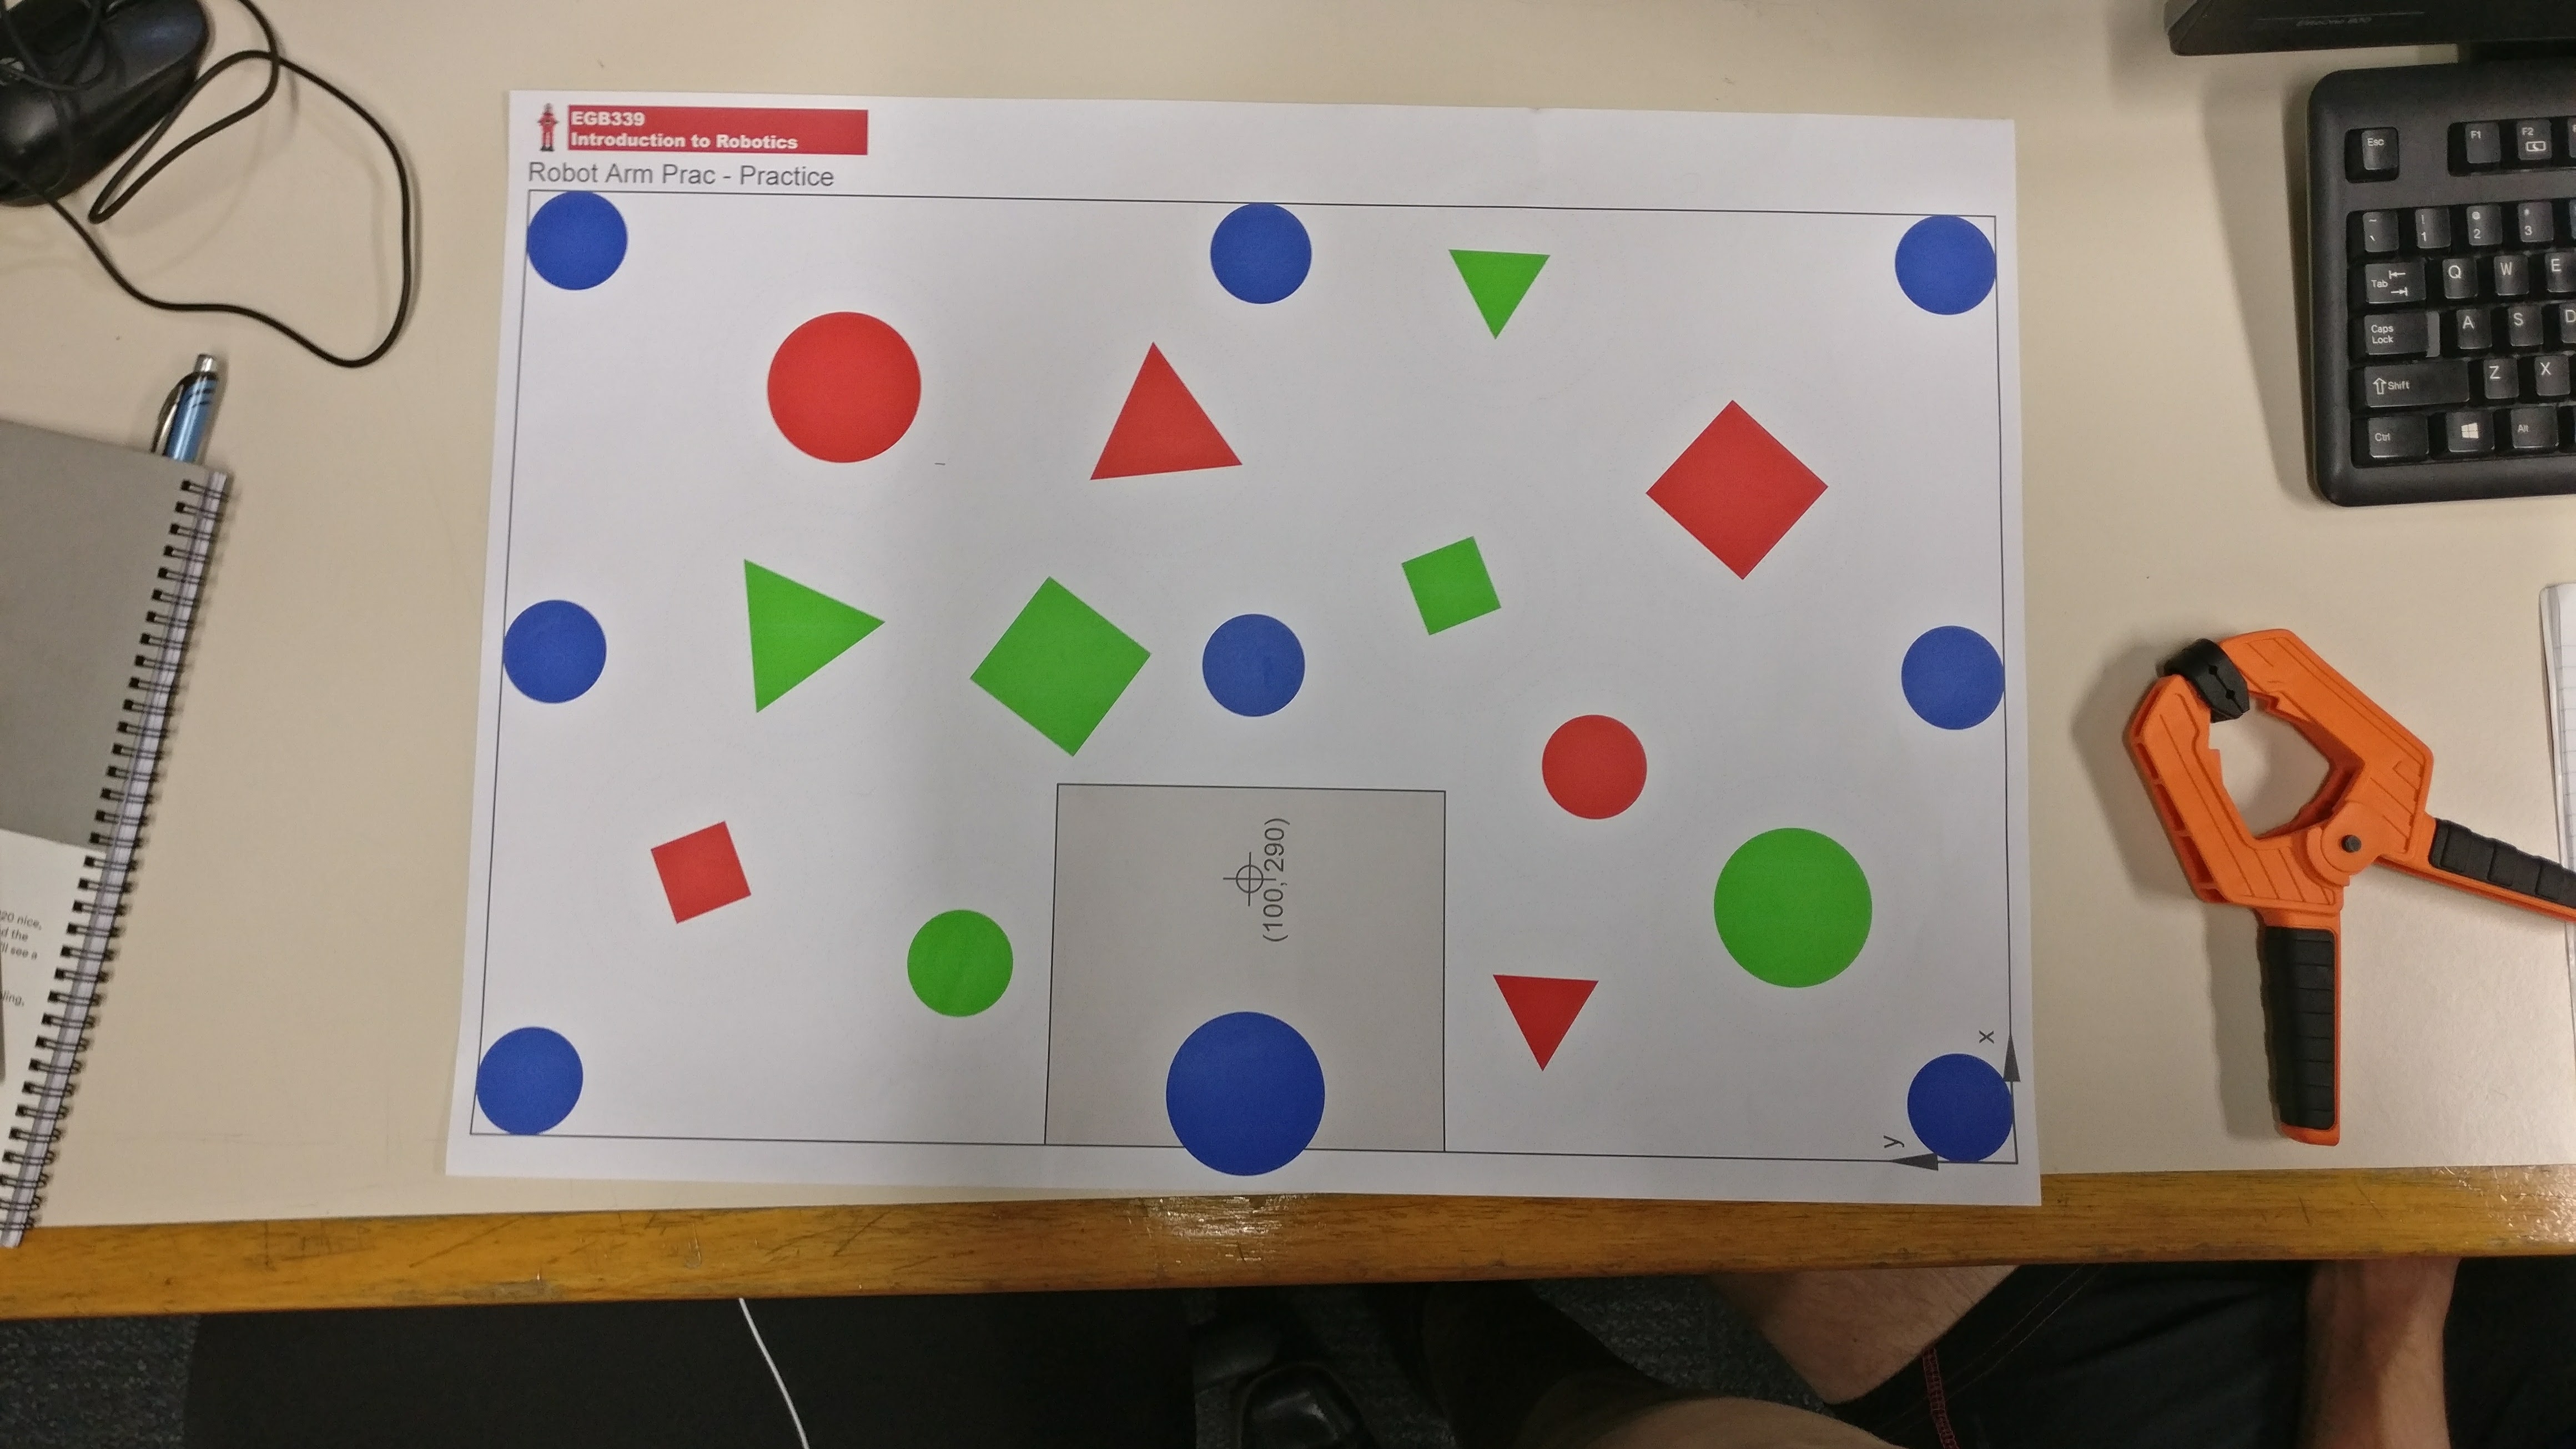 EGB339
Introduction to Robotics
Robot Arm Prac - Practice
(100, 290)
x
y
Esc
F1
F2
!
1
@
2
#
3
Tab
Q
W
E
Caps
Lock
A
S
D
Shift
Z
X
Ctrl
Alt
20 nice,
d the
ll see a
ling,